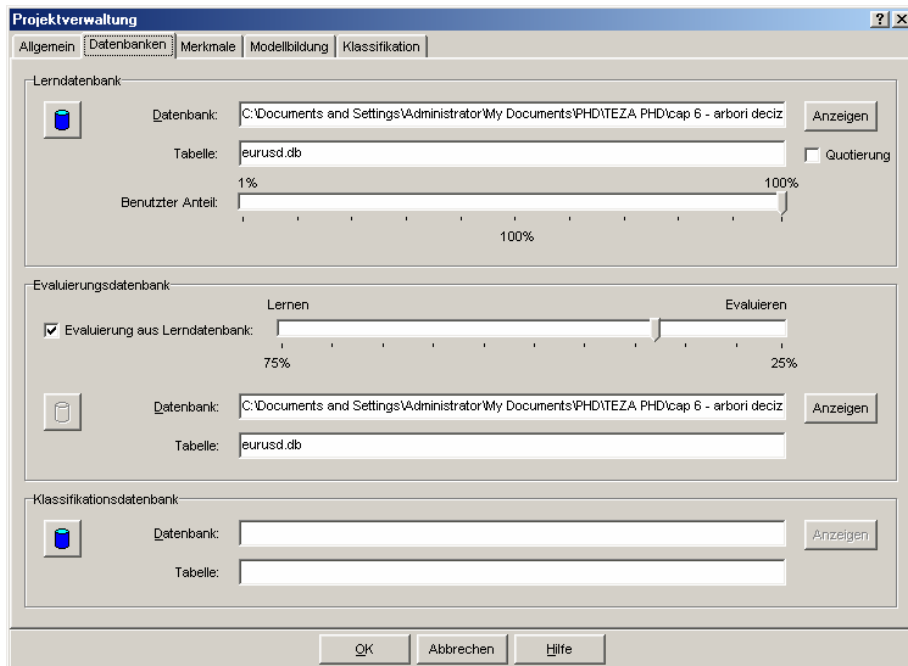 Projektverwaltung
Allgemein Datenbanken Merkmale Modellbildung Klassifikation
Lerndatenbank
Datenbank: C:\Documents and Settings\Administrator\My Documents\PHD\TEZA PHD\cap 6 - arbori deciz Anzeigen
Tabelle: eurusd.db Quotierung
1% 100%
Benutzter Anteil:
100%
Evaluierungsdatenbank
Lernen Evaluieren
Evaluierung aus Lerndatenbank:
75% 25%
Datenbank: C:\Documents and Settings\Administrator\My Documents\PHD\TEZA PHD\cap 6 - arbori deciz Anzeigen
Tabelle: eurusd.db
Klassifikationsdatenbank
Datenbank: Anzeigen
Tabelle:
OK Abbrechen Hilfe